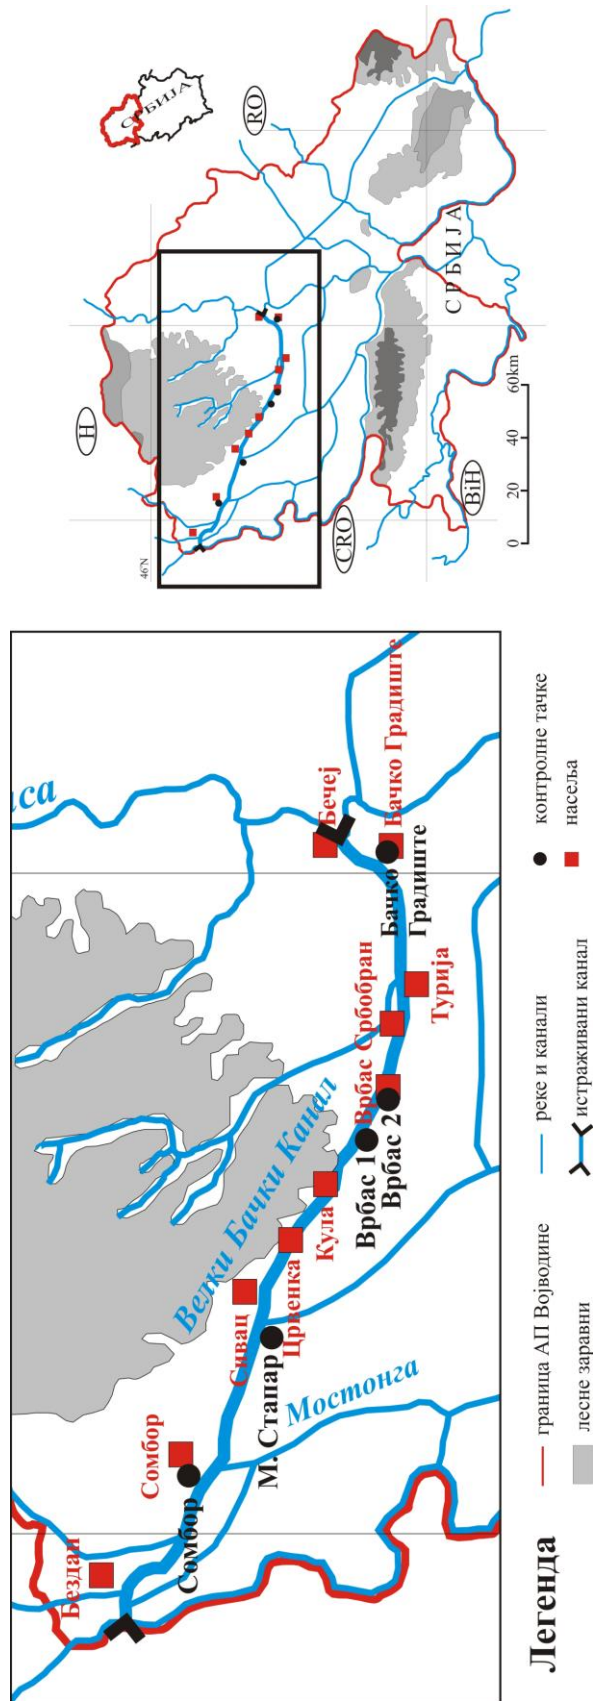 Бездан
Сомбор
Сомбор
Сивац
М. Стапар
Црвенка
Мостонга
Велки Бачки Канал
Кула
Врбас 1
Врбас 2
Врбас
Србобран
Турија
Бачко
Градиште
Бечеј
Бачко Градиште
са
Легенда
граница АП Војводине
лесне заравни
реке и канали
истраживани канал
контролне тачке
насеља
46°N
H
RO
CRO
BiH
СРБИЈА
СРБИЈА
0 20 40 60km